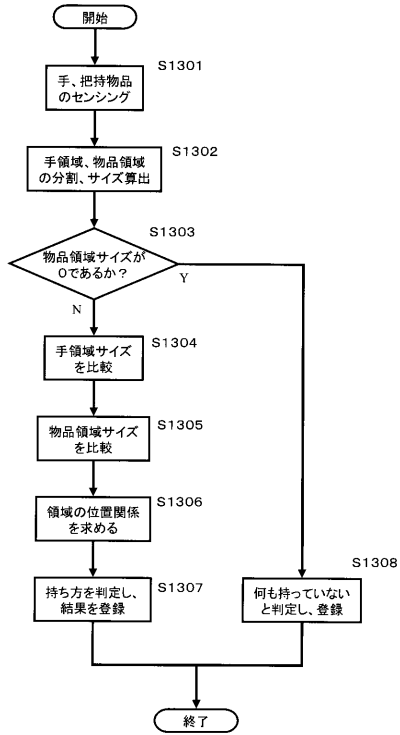 開始
S1301
手、把持物品
のセンシング
S1302
手領域、物品領域
の分割、サイズ算出
S1303
物品領域サイズが
0であるか?
Y
N
S1304
手領域サイズ
を比較
S1305
物品領域サイズ
を比較
S1306
領域の位置関係
を求める
S1307
持ち方を判定し、
結果を登録
S1308
何も持っていない
と判定し、登録
終了